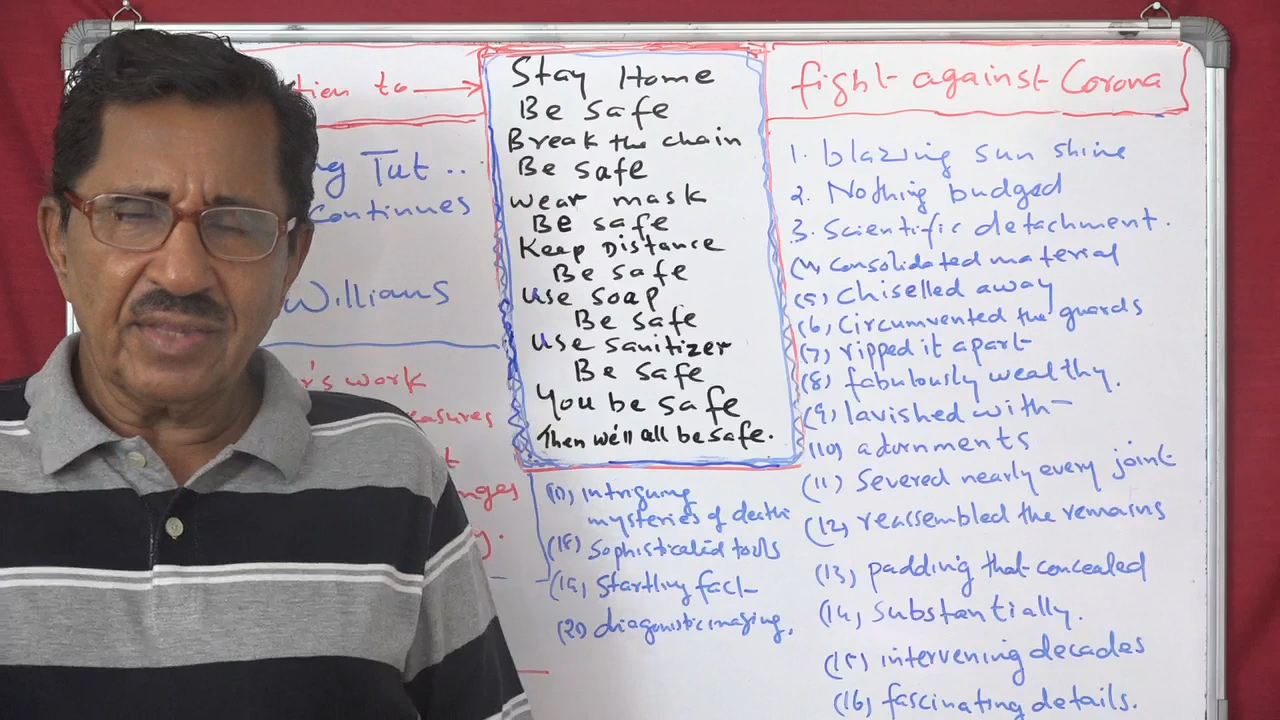 tion to →
ng Tut ..
continues
Willians
r's work
easures
t
nges
y.
Stay Home
Be safe
Break the chain
Be safe
wear mask
Be safe
Keep Distance
Be safe
use soap
Be safe
use sanitizer
Be safe
You be safe
Then we'll all be safe.
fight against Corona
1. blazing sun shine
2. Nothing budged
3. Scientific detachment.
(4) consolidated material
(5) chiselled away
(6) Circumvented the guards
(7) ripped it apart
(8) fabulously wealthy.
(9) lavished with
(10) adornments
(11) Severed nearly every joint
(12) reassembled the remains
(13) padding that concealed
(14) Substantially.
(15) intervening decades
(16) fascinating details.
(17) intriguing
mysteries of death
(18) Sophisticated tools
(19) Startling fact
(20) diagonistic imaging.